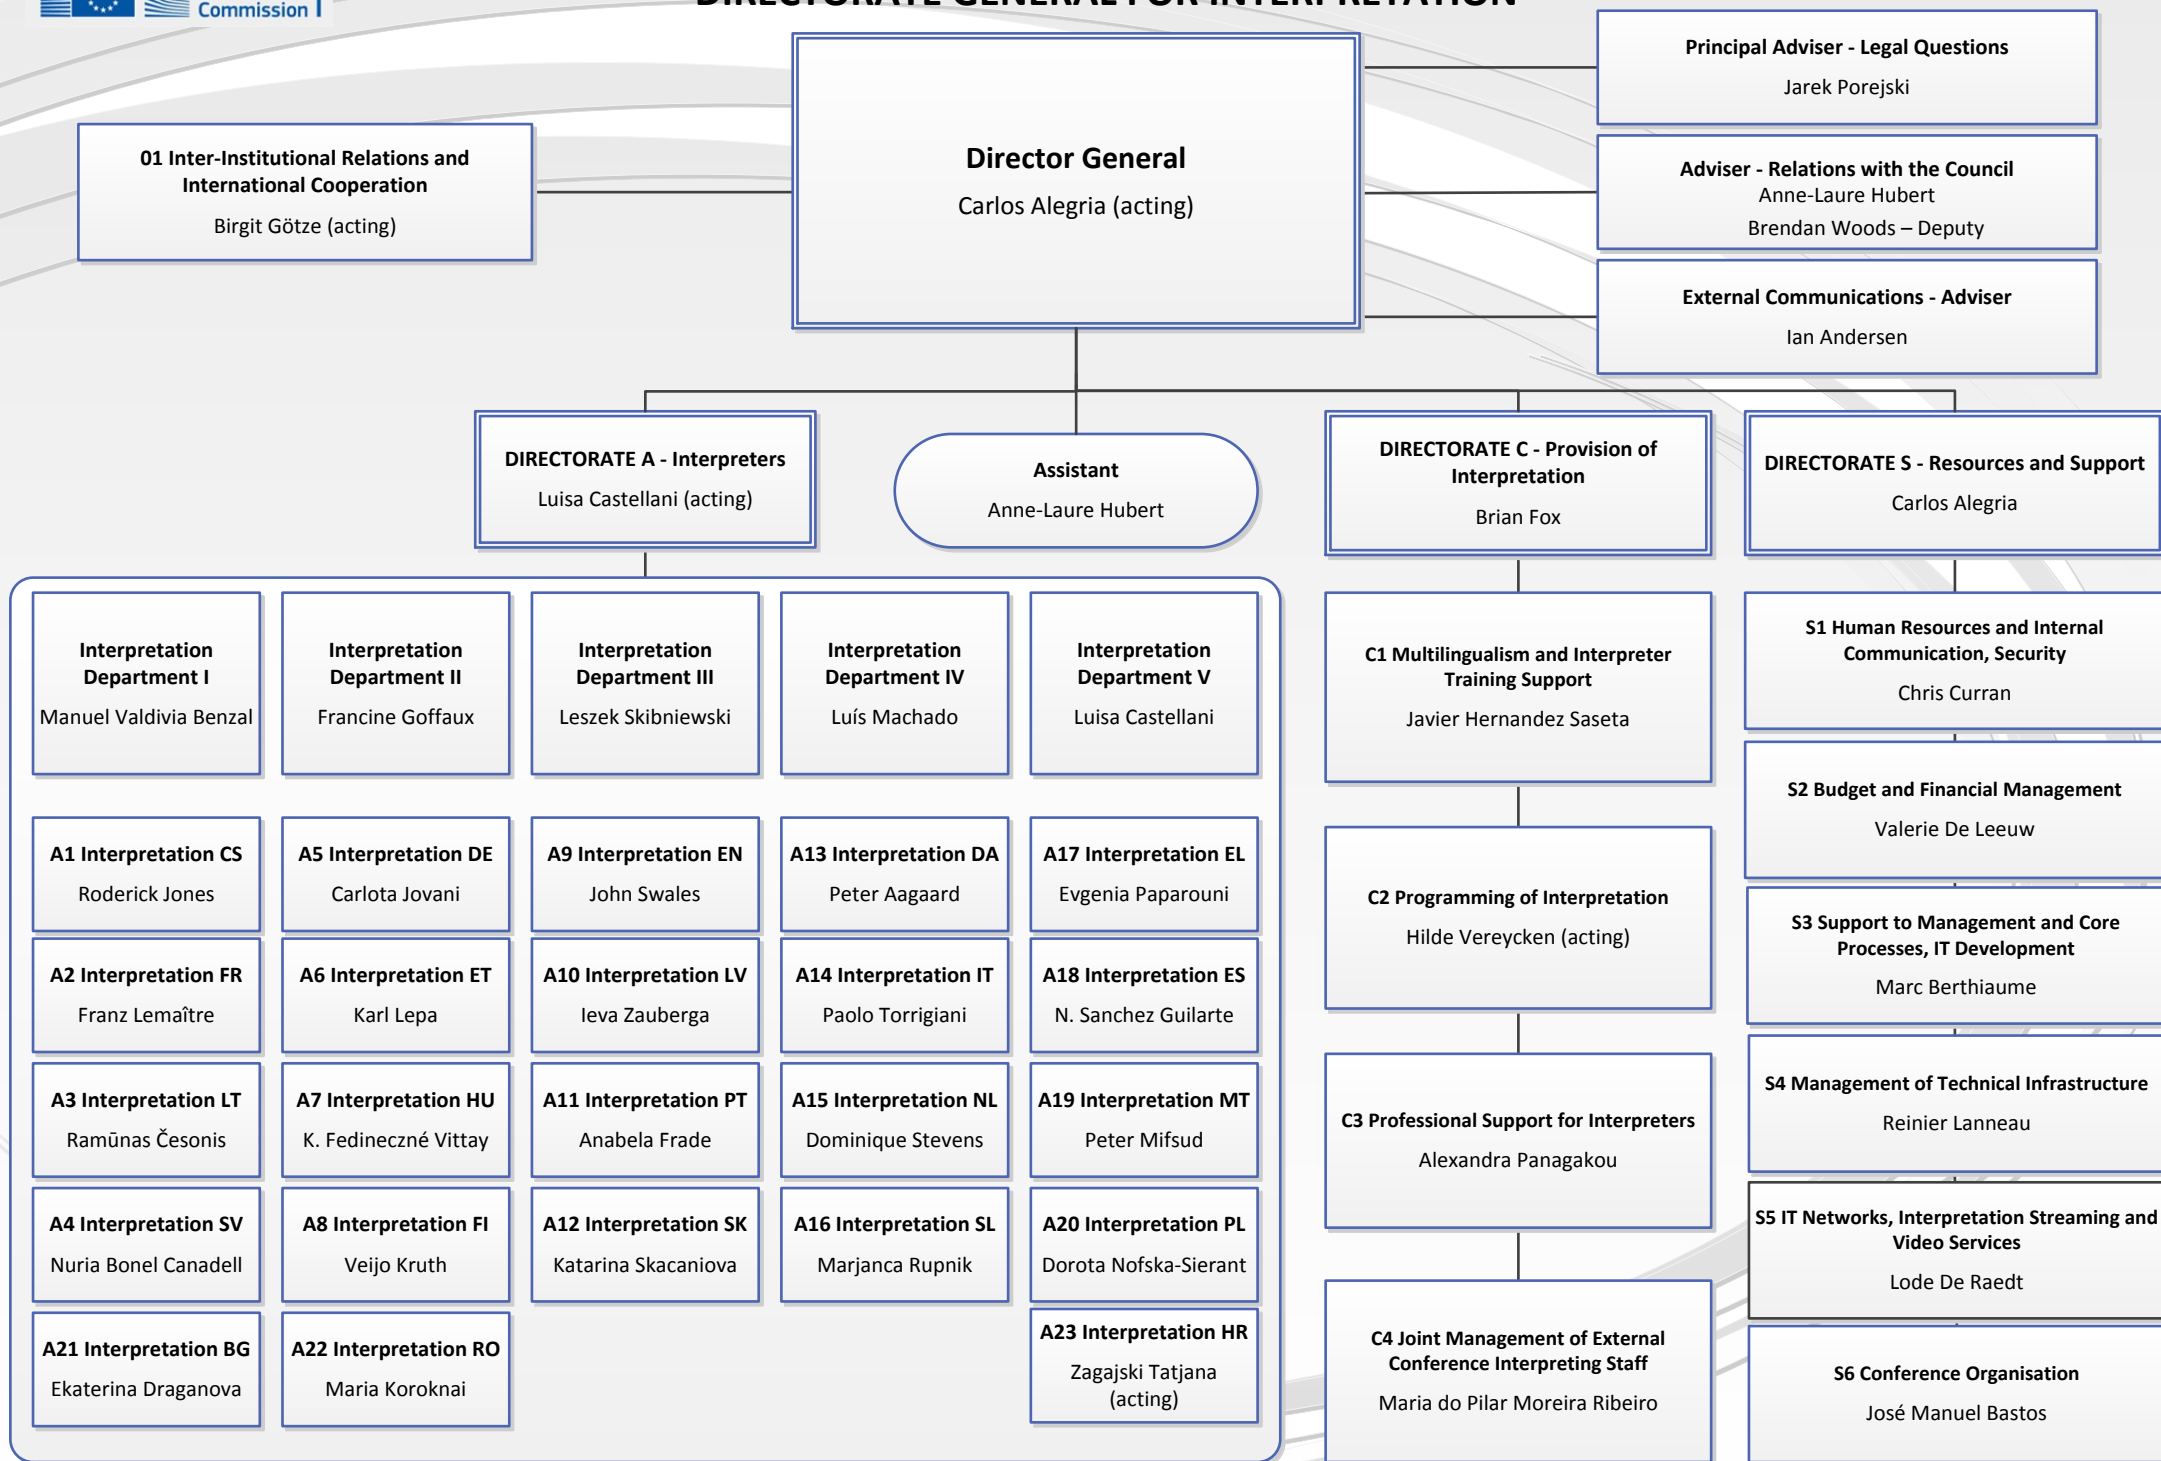 Commission
DIRECTORATE GENERAL FOR INTERPRETATION
Principal Adviser - Legal Questions
Jarek Porejski
01 Inter-Institutional Relations and
International Cooperation
Birgit Götze (acting)
Director General
Carlos Alegria (acting)
Adviser - Relations with the Council
Anne-Laure Hubert
Brendan Woods – Deputy
External Communications - Adviser
Ian Andersen
DIRECTORATE A - Interpreters
Luisa Castellani (acting)
Assistant
Anne-Laure Hubert
DIRECTORATE C - Provision of
Interpretation
Brian Fox
DIRECTORATE S - Resources and Support
Carlos Alegria
Interpretation
Department I
Manuel Valdivia Benzal
Interpretation
Department II
Francine Goffaux
Interpretation
Department III
Leszek Skibniewski
Interpretation
Department IV
Luís Machado
Interpretation
Department V
Luisa Castellani
A1 Interpretation CS
Roderick Jones
A5 Interpretation DE
Carlota Jovani
A9 Interpretation EN
John Swales
A13 Interpretation DA
Peter Aagaard
A17 Interpretation EL
Evgenia Paparouni
A2 Interpretation FR
Franz Lemaître
A6 Interpretation ET
Karl Lepa
A10 Interpretation LV
Ieva Zauberga
A14 Interpretation IT
Paolo Torrigiani
A18 Interpretation ES
N. Sanchez Guilarte
A3 Interpretation LT
Ramūnas Česonis
A7 Interpretation HU
K. Fedineczné Vittay
A11 Interpretation PT
Anabela Frade
A15 Interpretation NL
Dominique Stevens
A19 Interpretation MT
Peter Mifsud
A4 Interpretation SV
Nuria Bonel Canadell
A8 Interpretation FI
Veijo Kruth
A12 Interpretation SK
Katarina Skacaniova
A16 Interpretation SL
Marjanca Rupnik
A20 Interpretation PL
Dorota Nofska-Sierant
A21 Interpretation BG
Ekaterina Draganova
A22 Interpretation RO
Maria Koroknai
A23 Interpretation HR
Zagajski Tatjana
(acting)
C1 Multilingualism and Interpreter
Training Support
Javier Hernandez Saseta
C2 Programming of Interpretation
Hilde Vereycken (acting)
C3 Professional Support for Interpreters
Alexandra Panagakou
C4 Joint Management of External
Conference Interpreting Staff
Maria do Pilar Moreira Ribeiro
S1 Human Resources and Internal
Communication, Security
Chris Curran
S2 Budget and Financial Management
Valerie De Leeuw
S3 Support to Management and Core
Processes, IT Development
Marc Berthiaume
S4 Management of Technical Infrastructure
Reinier Lanneau
S5 IT Networks, Interpretation Streaming and
Video Services
Lode De Raedt
S6 Conference Organisation
José Manuel Bastos